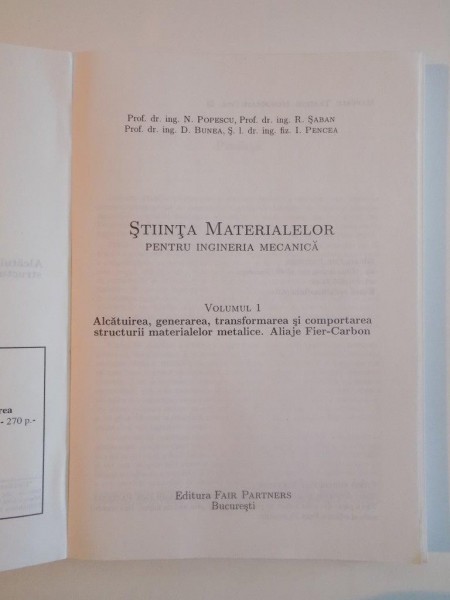 Prof. dr. ing. N. Popescu, Prof. dr. ing. R. Şaban
Prof. dr. ing. D. Bunea, Ş. l. dr. ing. fiz. I. Pencea
Ştiinţa Materialelor
pentru ingineria mecanică
Volumul 1
Alcătuirea, generarea, transformarea şi comportarea
structurii materialelor metalice. Aliaje Fier-Carbon
Editura Fair Partners
Bucureşti
- 270 p.-